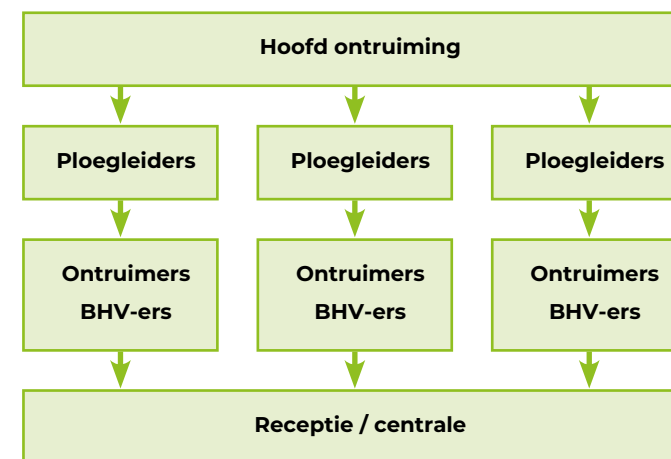 Hoofd ontruiming
Ploegleiders
Ploegleiders
Ploegleiders
Ontruimers
BHV-ers
Ontruimers
BHV-ers
Ontruimers
BHV-ers
Receptie / centrale